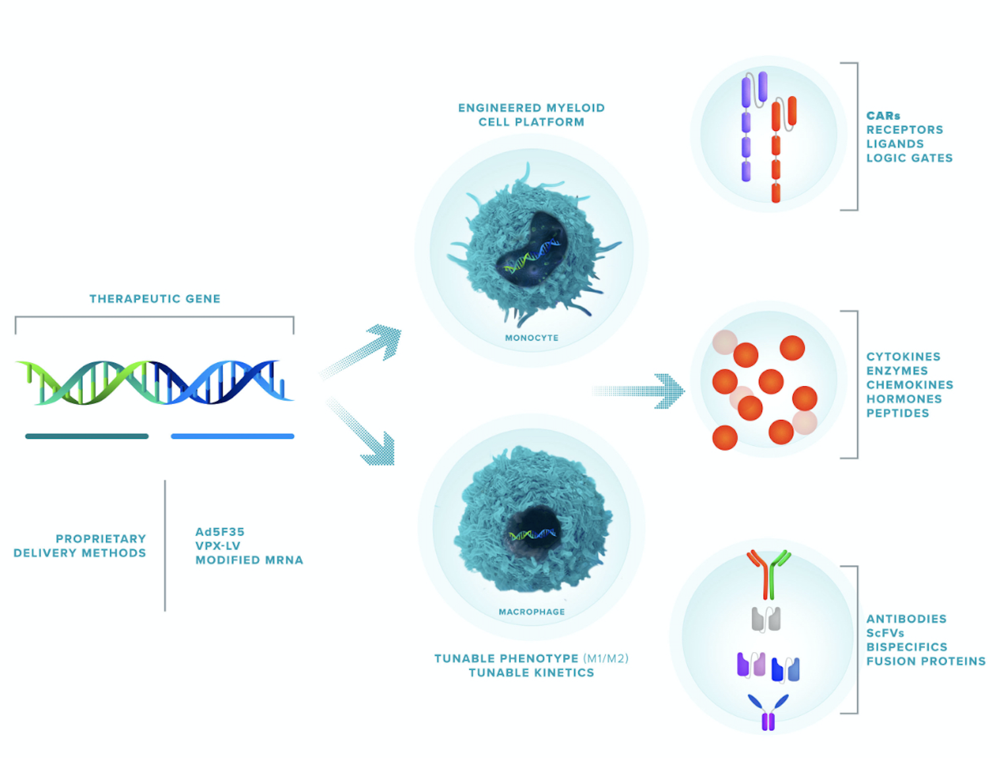 THERAPEUTIC GENE
PROPRIETARY
DELIVERY METHODS
Ad5F35
VPX-LV
MODIFIED MRNA
ENGINEERED MYELOID
CELL PLATFORM
MONOCYTE
MACROPHAGE
TUNABLE PHENOTYPE (M1/M2)
TUNABLE KINETICS
CARs
RECEPTORS
LIGANDS
LOGIC GATES
CYTOKINES
ENZYMES
CHEMOKINES
HORMONES
PEPTIDES
ANTIBODIES
ScFVs
BISPECIFICS
FUSION PROTEINS